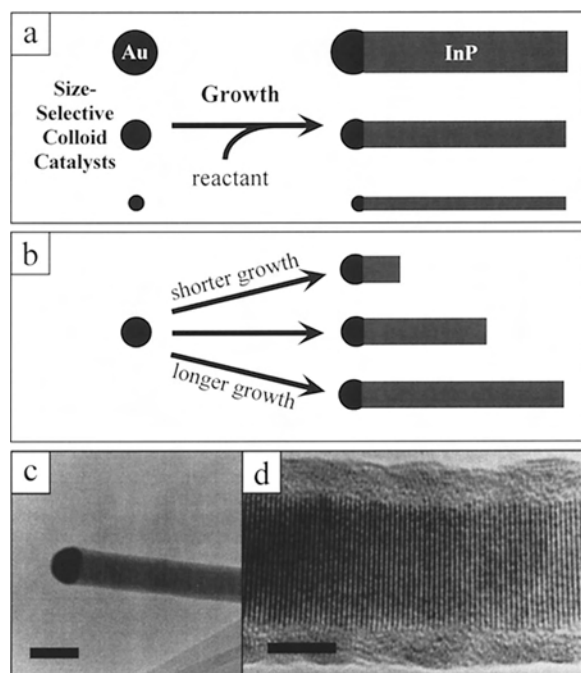 a
Au
InP
Size-
Selective
Colloid
Catalysts
Growth
reactant
b
shorter growth
longer growth
c
d